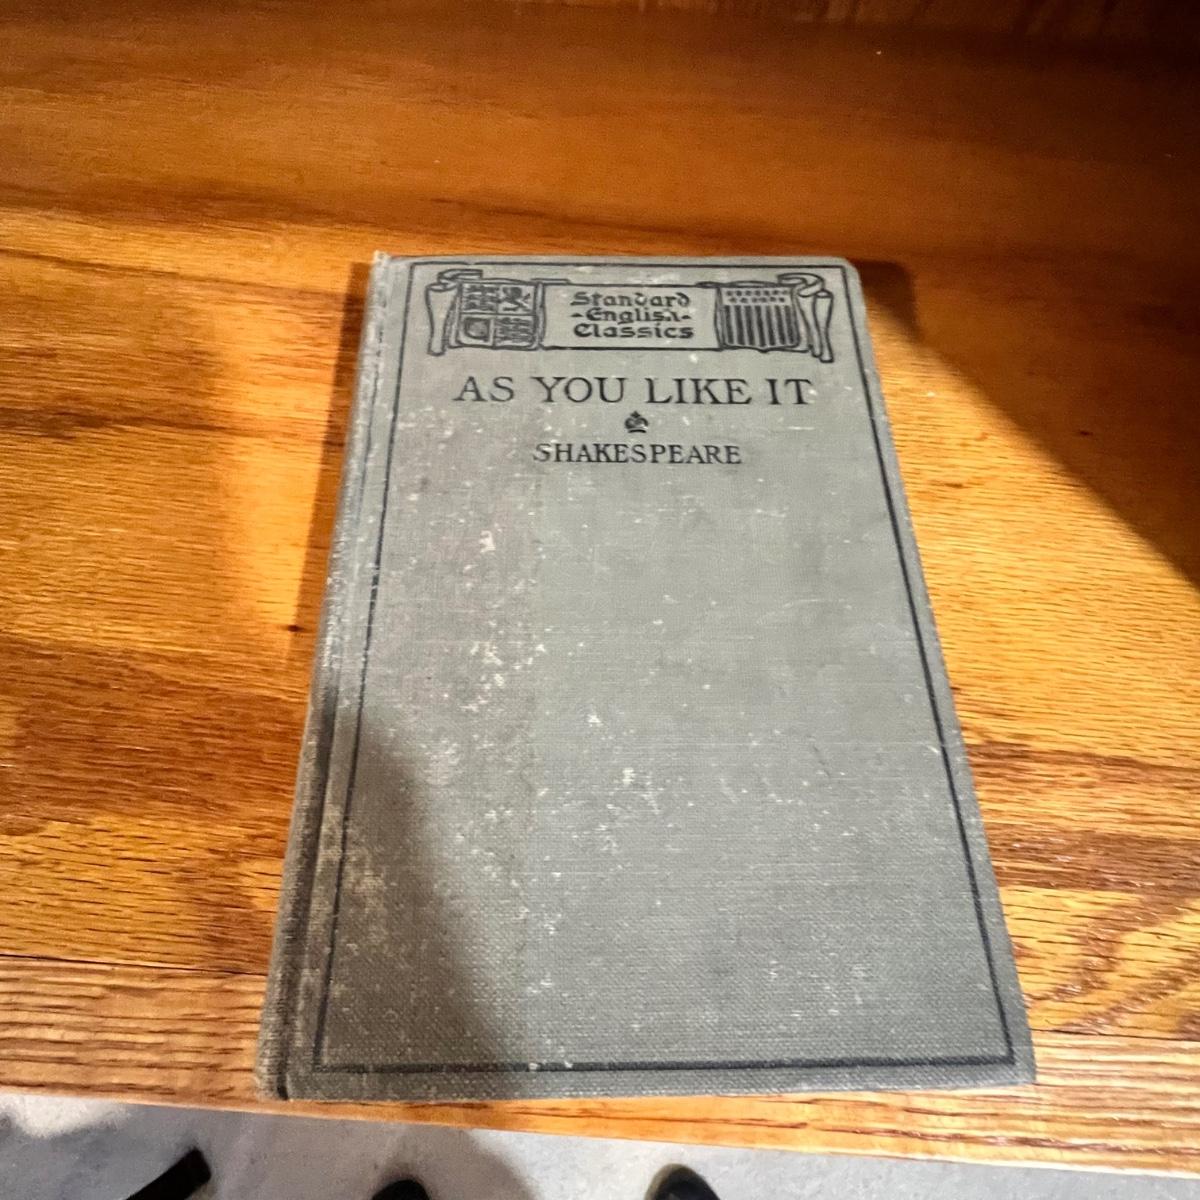 Standard
-English-
Classics
AS YOU LIKE IT
SHAKESPEARE